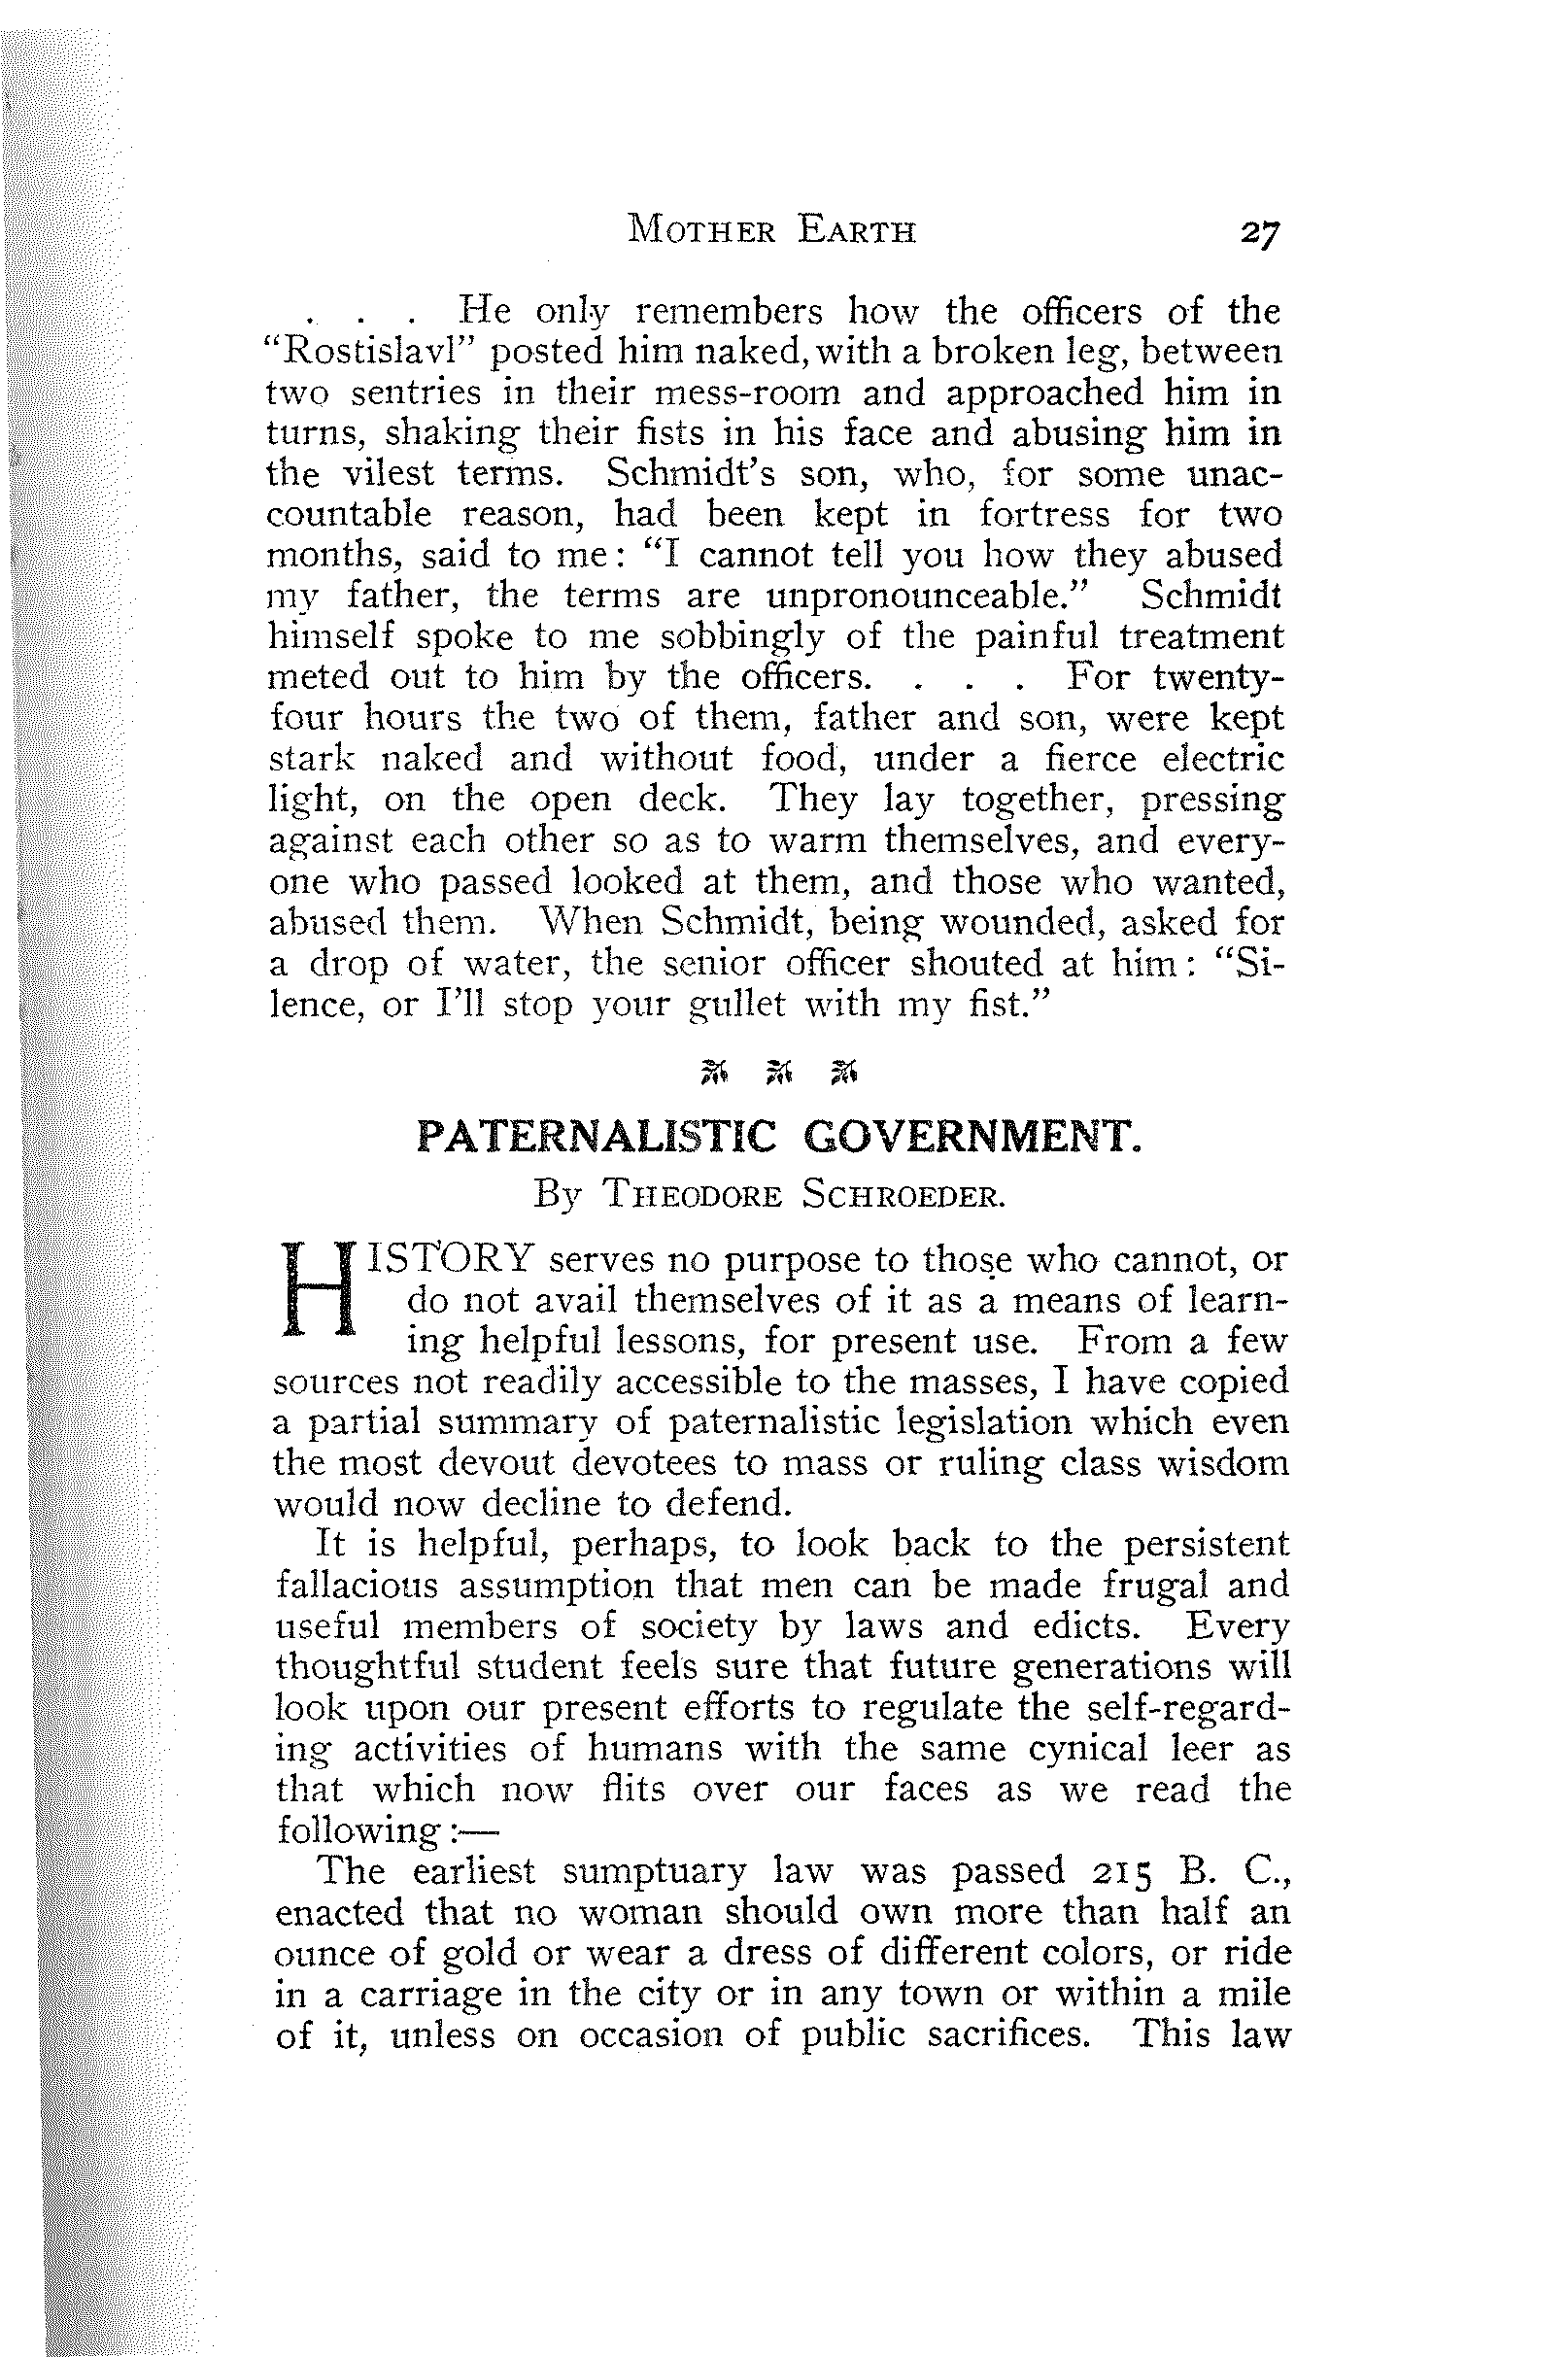 MOTHER EARTH 27
. . . He only remembers how the officers of the
"Rostislavl" posted him naked, with a broken leg, between
two sentries in their mess-room and approached him in
turns, shaking their fists in his face and abusing him in
the vilest terms. Schmidt's son, who, for some unac-
countable reason, had been kept in fortress for two
months, said to me: "I cannot tell you how they abused
my father, the terms are unpronounceable." Schmidt
himself spoke to me sobbingly of the painful treatment
meted out to him by the officers. . . . For twenty-
four hours the two of them, father and son, were kept
stark naked and without food, under a fierce electric
light, on the open deck. They lay together, pressing
against each other so as to warm themselves, and every-
one who passed looked at them, and those who wanted,
abused them. When Schmidt, being wounded, asked for
a drop of water, the senior officer shouted at him: "Si-
lence, or I'll stop your gullet with my fist."
PATERNALISTIC GOVERNMENT.
By THEODORE SCHROEDER.
HISTORY serves no purpose to those who cannot, or
do not avail themselves of it as a means of learn-
ing helpful lessons, for present use. From a few
sources not readily accessible to the masses, I have copied
a partial summary of paternalistic legislation which even
the most devout devotees to mass or ruling class wisdom
would now decline to defend.
It is helpful, perhaps, to look back to the persistent
fallacious assumption that men can be made frugal and
useful members of society by laws and edicts. Every
thoughtful student feels sure that future generations will
look upon our present efforts to regulate the self-regard-
ing activities of humans with the same cynical leer as
that which now flits over our faces as we read the
following:—
The earliest sumptuary law was passed 215 B. C.,
enacted that no woman should own more than half an
ounce of gold or wear a dress of different colors, or ride
in a carriage in the city or in any town or within a mile
of it, unless on occasion of public sacrifices. This law